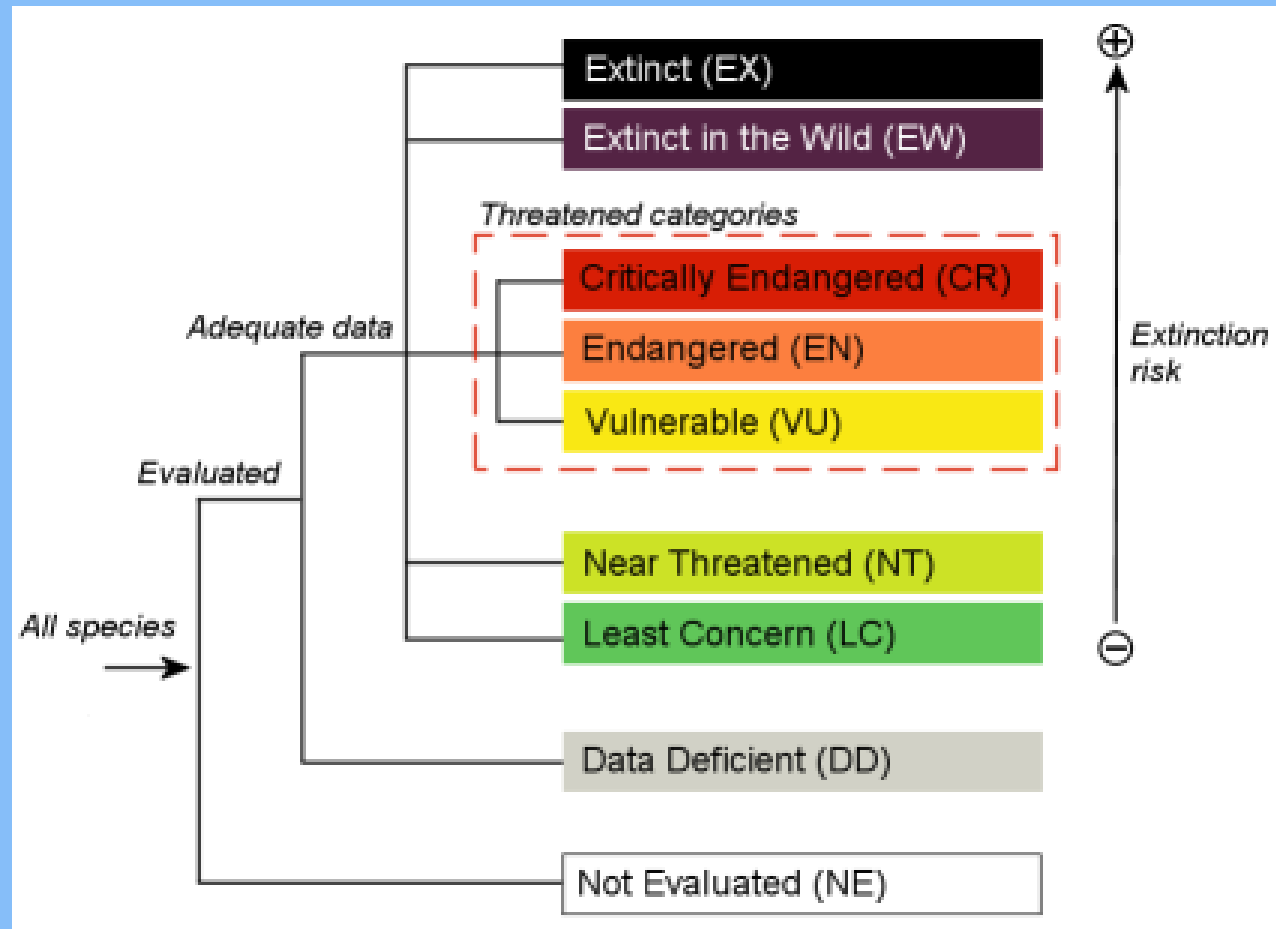 Extinct (EX)
Extinct in the Wild (EW)
Threatened categories
Critically Endangered (CR)
Adequate data
Endangered (EN)
Extinction
risk
Vulnerable (VU)
Evaluated
Near Threatened (NT)
All species
Least Concern (LC)
Data Deficient (DD)
Not Evaluated (NE)